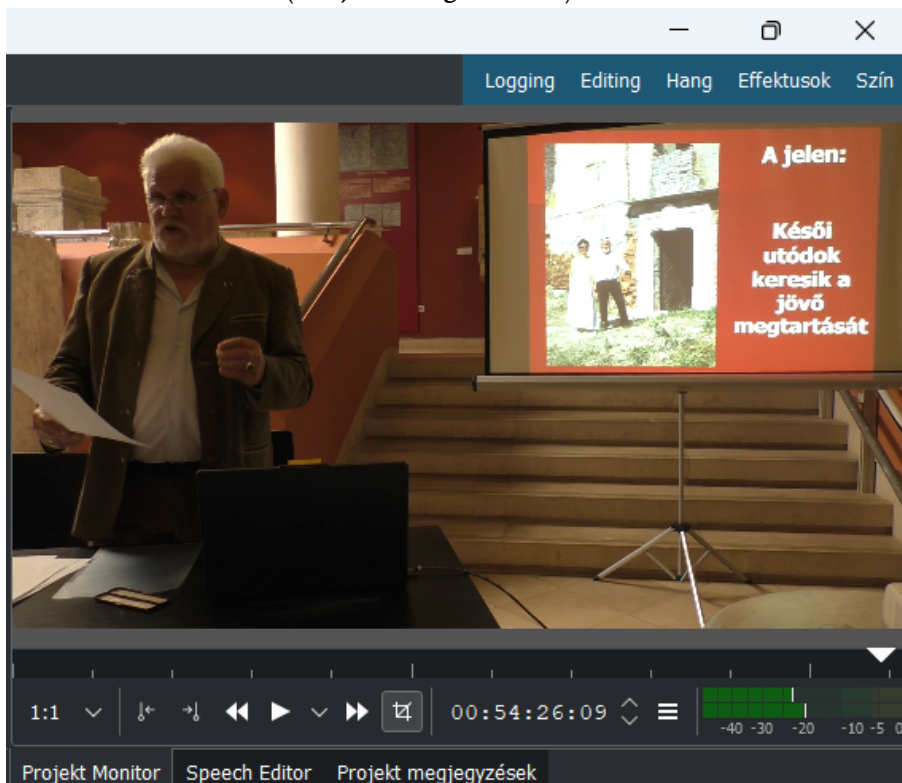 Logging Editing Hang Effektusok Szín
A jelen:
Késői
utódok
keresik a
jövő
megtartását
1:1
00:54:26:09
-40 -30 -20 -10 -5 0
Projekt Monitor Speech Editor Projekt megjegyzések